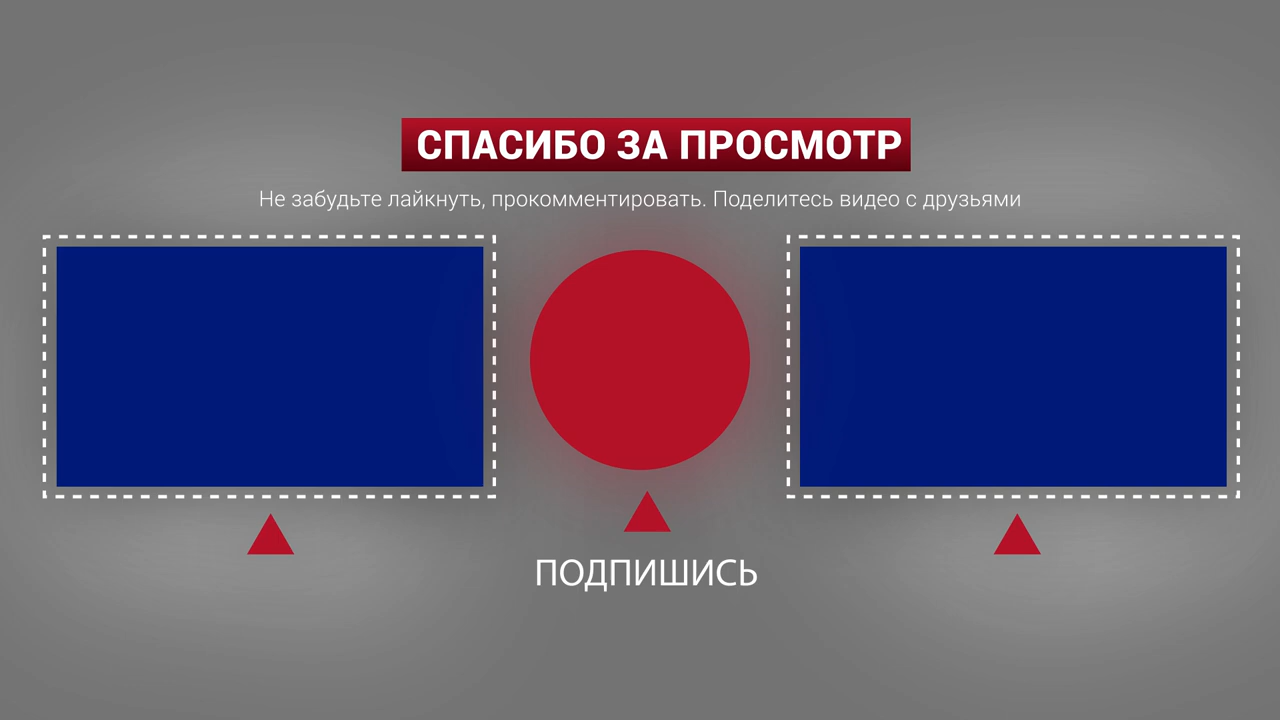 СПАСИБО ЗА ПРОСМОТР
Не забудьте лайкнуть, прокомментировать. Поделитесь видео с друзьями
ПОДПИШИСЬ